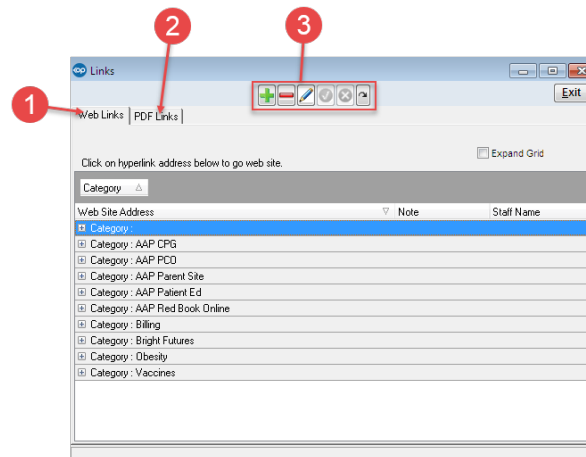 2
3
1
op Links
Exit
Web Links PDF Links
Expand Grid
Click on hyperlink address below to go web site.
Category
Web Site Address Note Staff Name
Category :
Category : AAP CPG
Category : AAP PCO
Category : AAP Parent Site
Category : AAP Patient Ed
Category : AAP Red Book Online
Category : Billing
Category : Bright Futures
Category : Obesity
Category : Vaccines